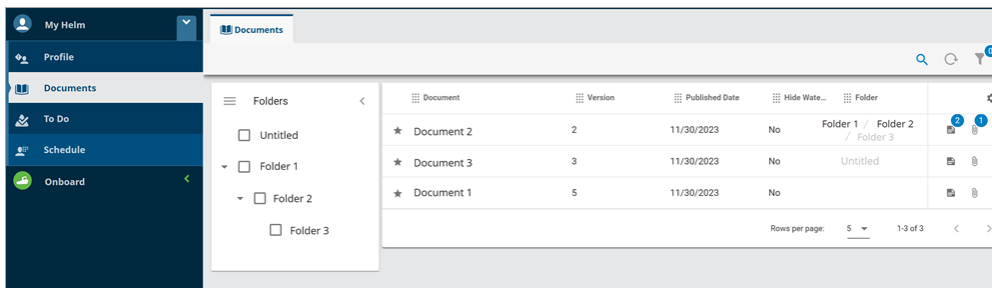 My Helm
Profile
Documents
To Do
Schedule
Onboard
Documents
Folders
Untitled
Folder 1
Folder 2
Folder 3
Document Version Published Date Hide Wate... Folder
Document 2 2 11/30/2023 No Folder 1 / Folder 2 / Folder 3 2 1
Document 3 3 11/30/2023 No Untitled
Document 1 5 11/30/2023 No
Rows per page: 5 1-3 of 3